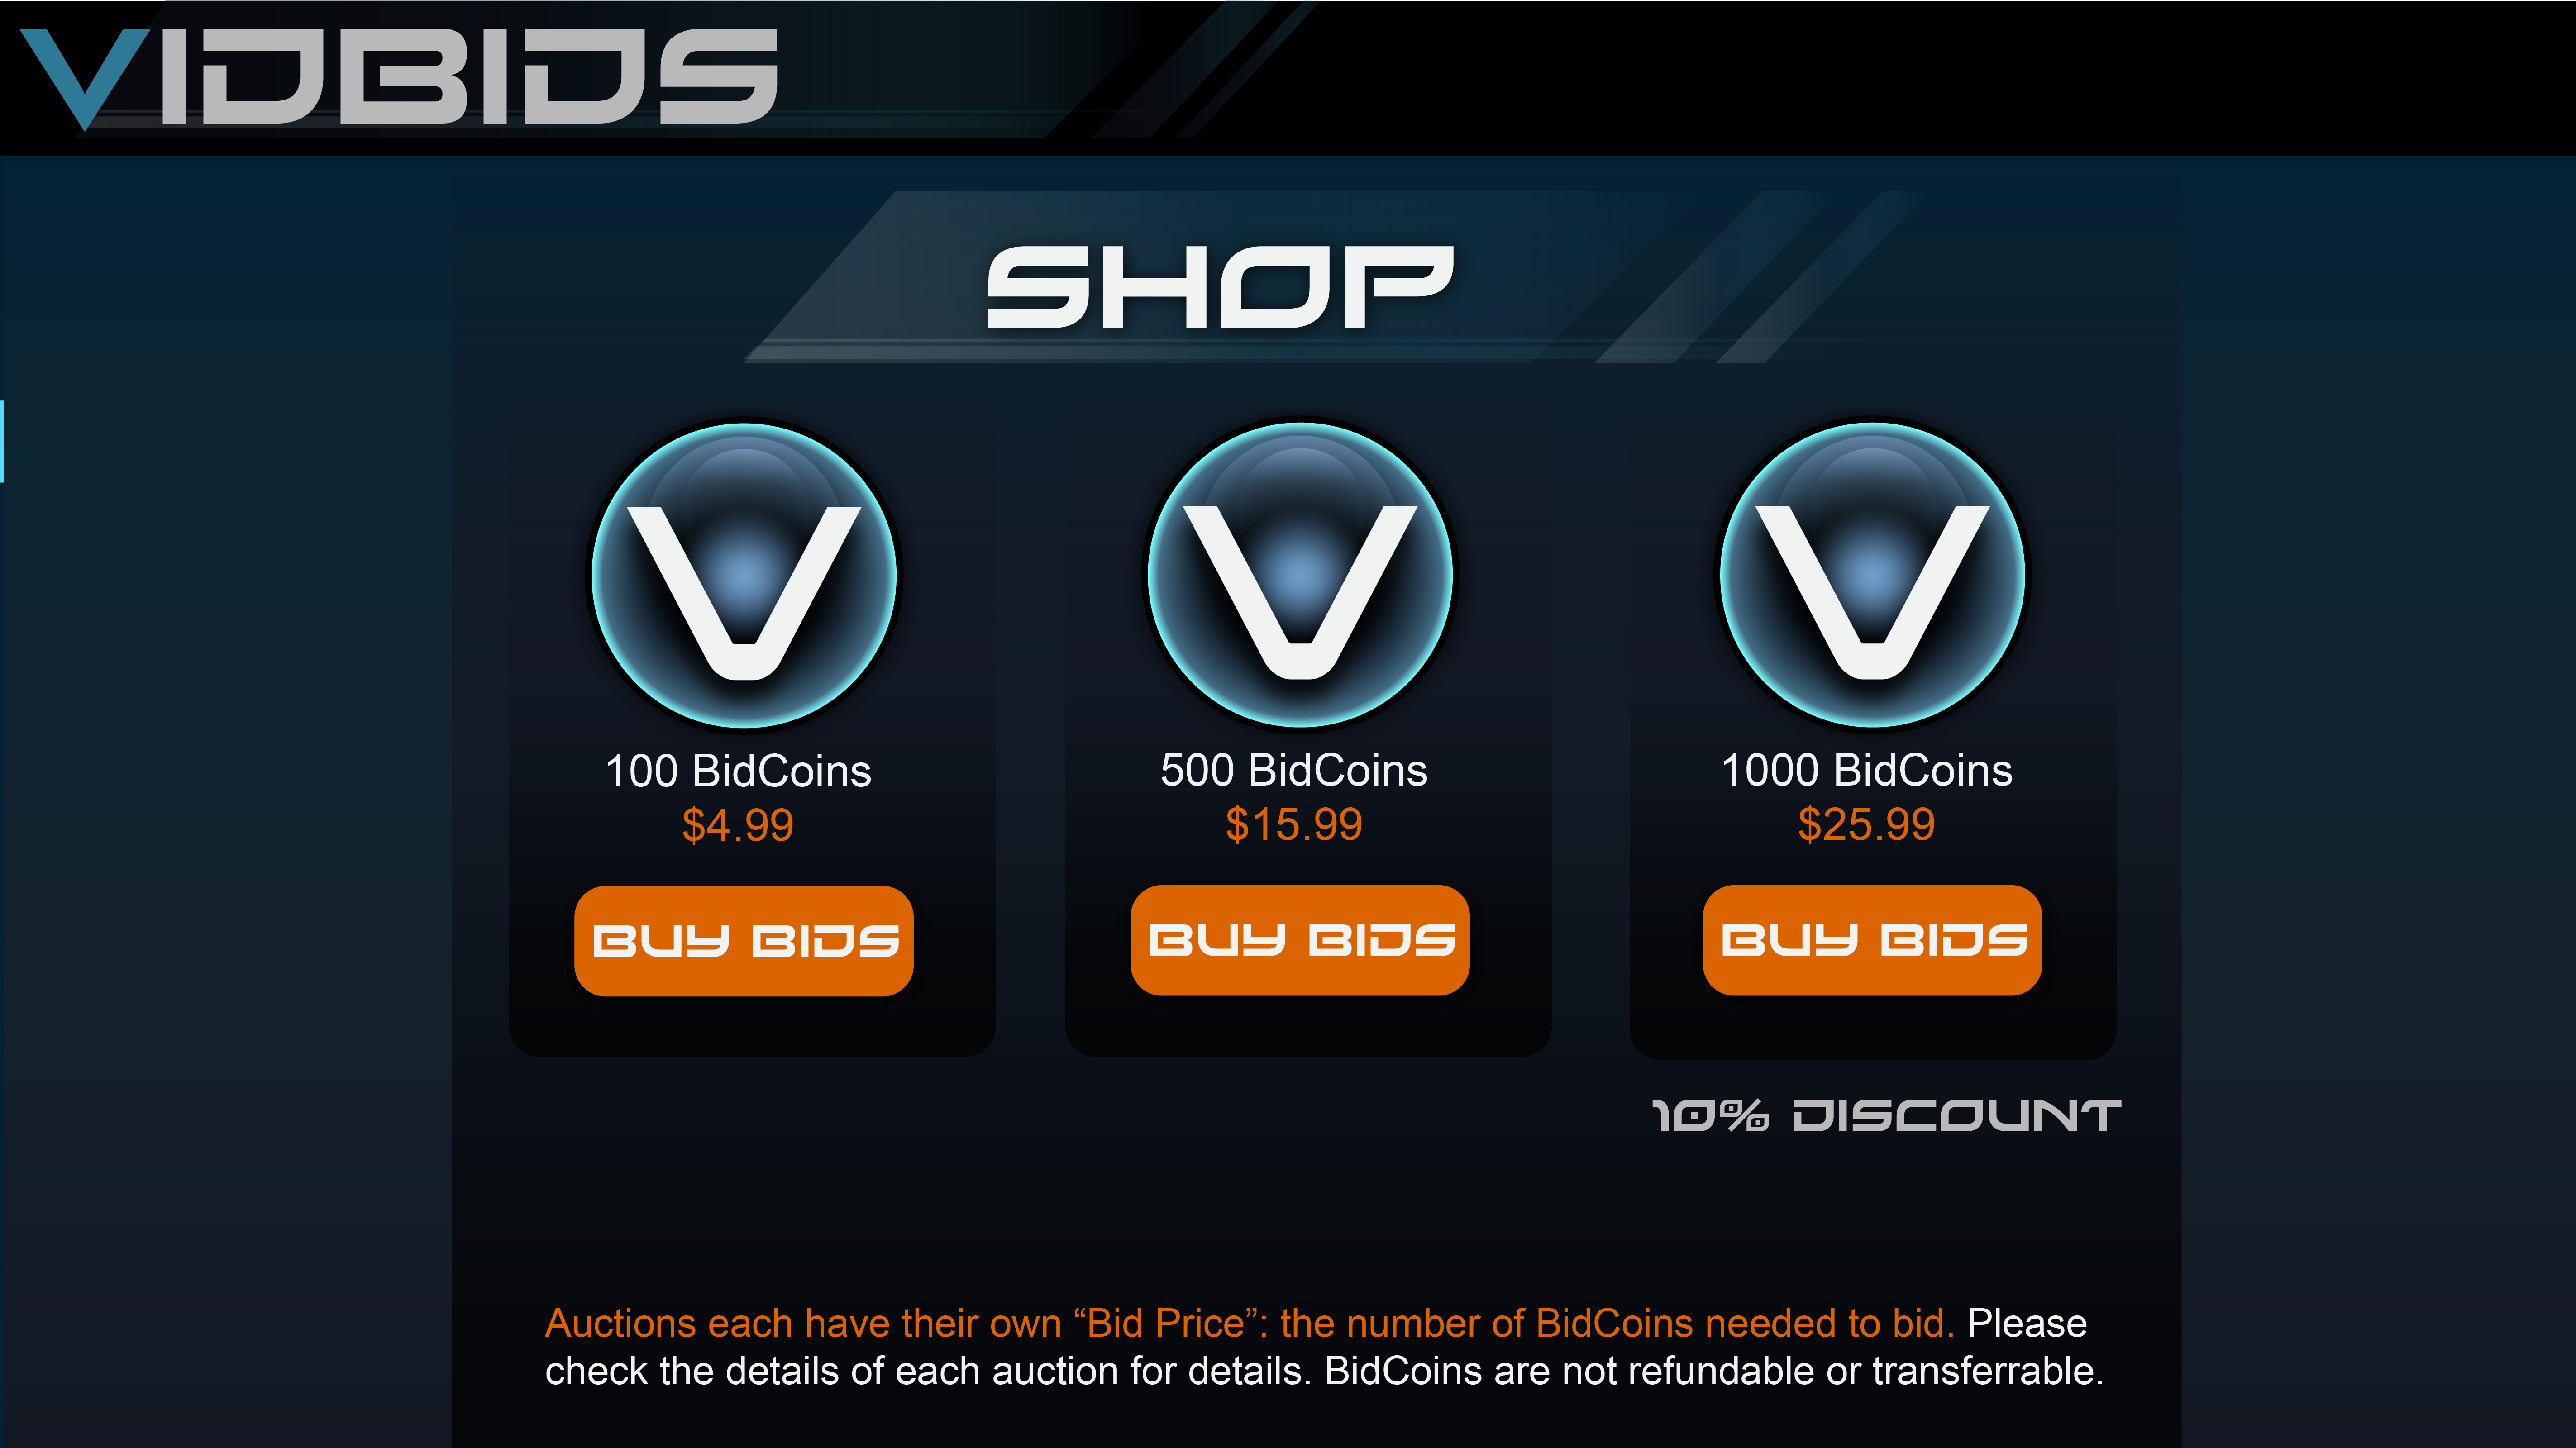 VIDBIDS
SHOP
V
V
V
100 BidCoins
$4.99
BUY BIDS
500 BidCoins
$15.99
BUY BIDS
1000 BidCoins
$25.99
BUY BIDS
10% DISCOUNT
Auctions each have their own “Bid Price”: the number of BidCoins needed to bid. Please
check the details of each auction for details. BidCoins are not refundable or transferrable.